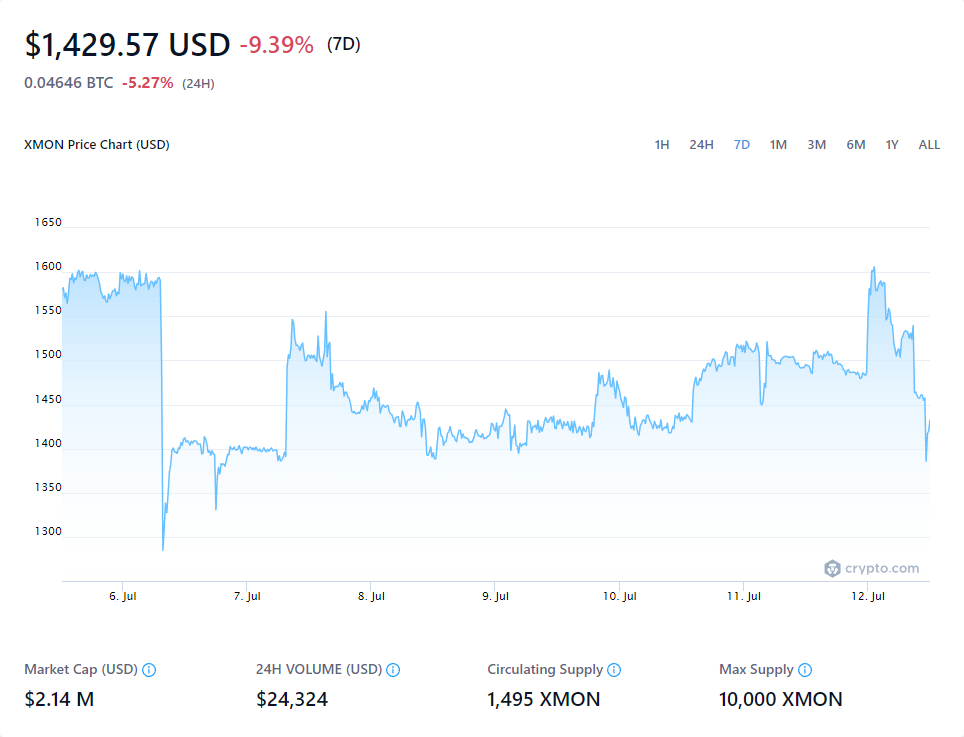 $1,429.57 USD -9.39% (7D)
0.04646 BTC -5.27% (24H)
XMON Price Chart (USD) 1H 24H 7D 1M 3M 6M 1Y ALL
1650
1600
1550
1500
1450
1400
1350
1300
crypto.com
6. Jul 7. Jul 8. Jul 9. Jul 10. Jul 11. Jul 12. Jul
Market Cap (USD) 24H VOLUME (USD) Circulating Supply Max Supply
$2.14 M $24,324 1,495 XMON 10,000 XMON